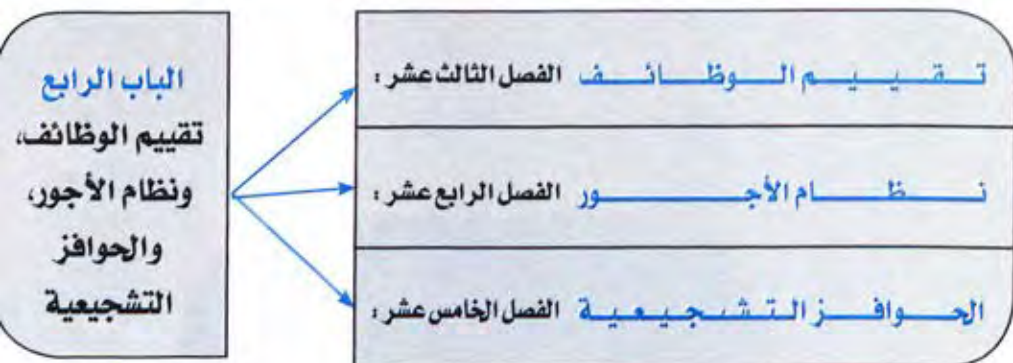 الباب الرابع
تقييم الوظائف،
ونظام الأجور،
والحوافز
التشجيعية
الفصل الثالث عشر : تقييم الوظائف
الفصل الرابع عشر : نظام الأجور
الفصل الخامس عشر : الحوافز التشجيعية